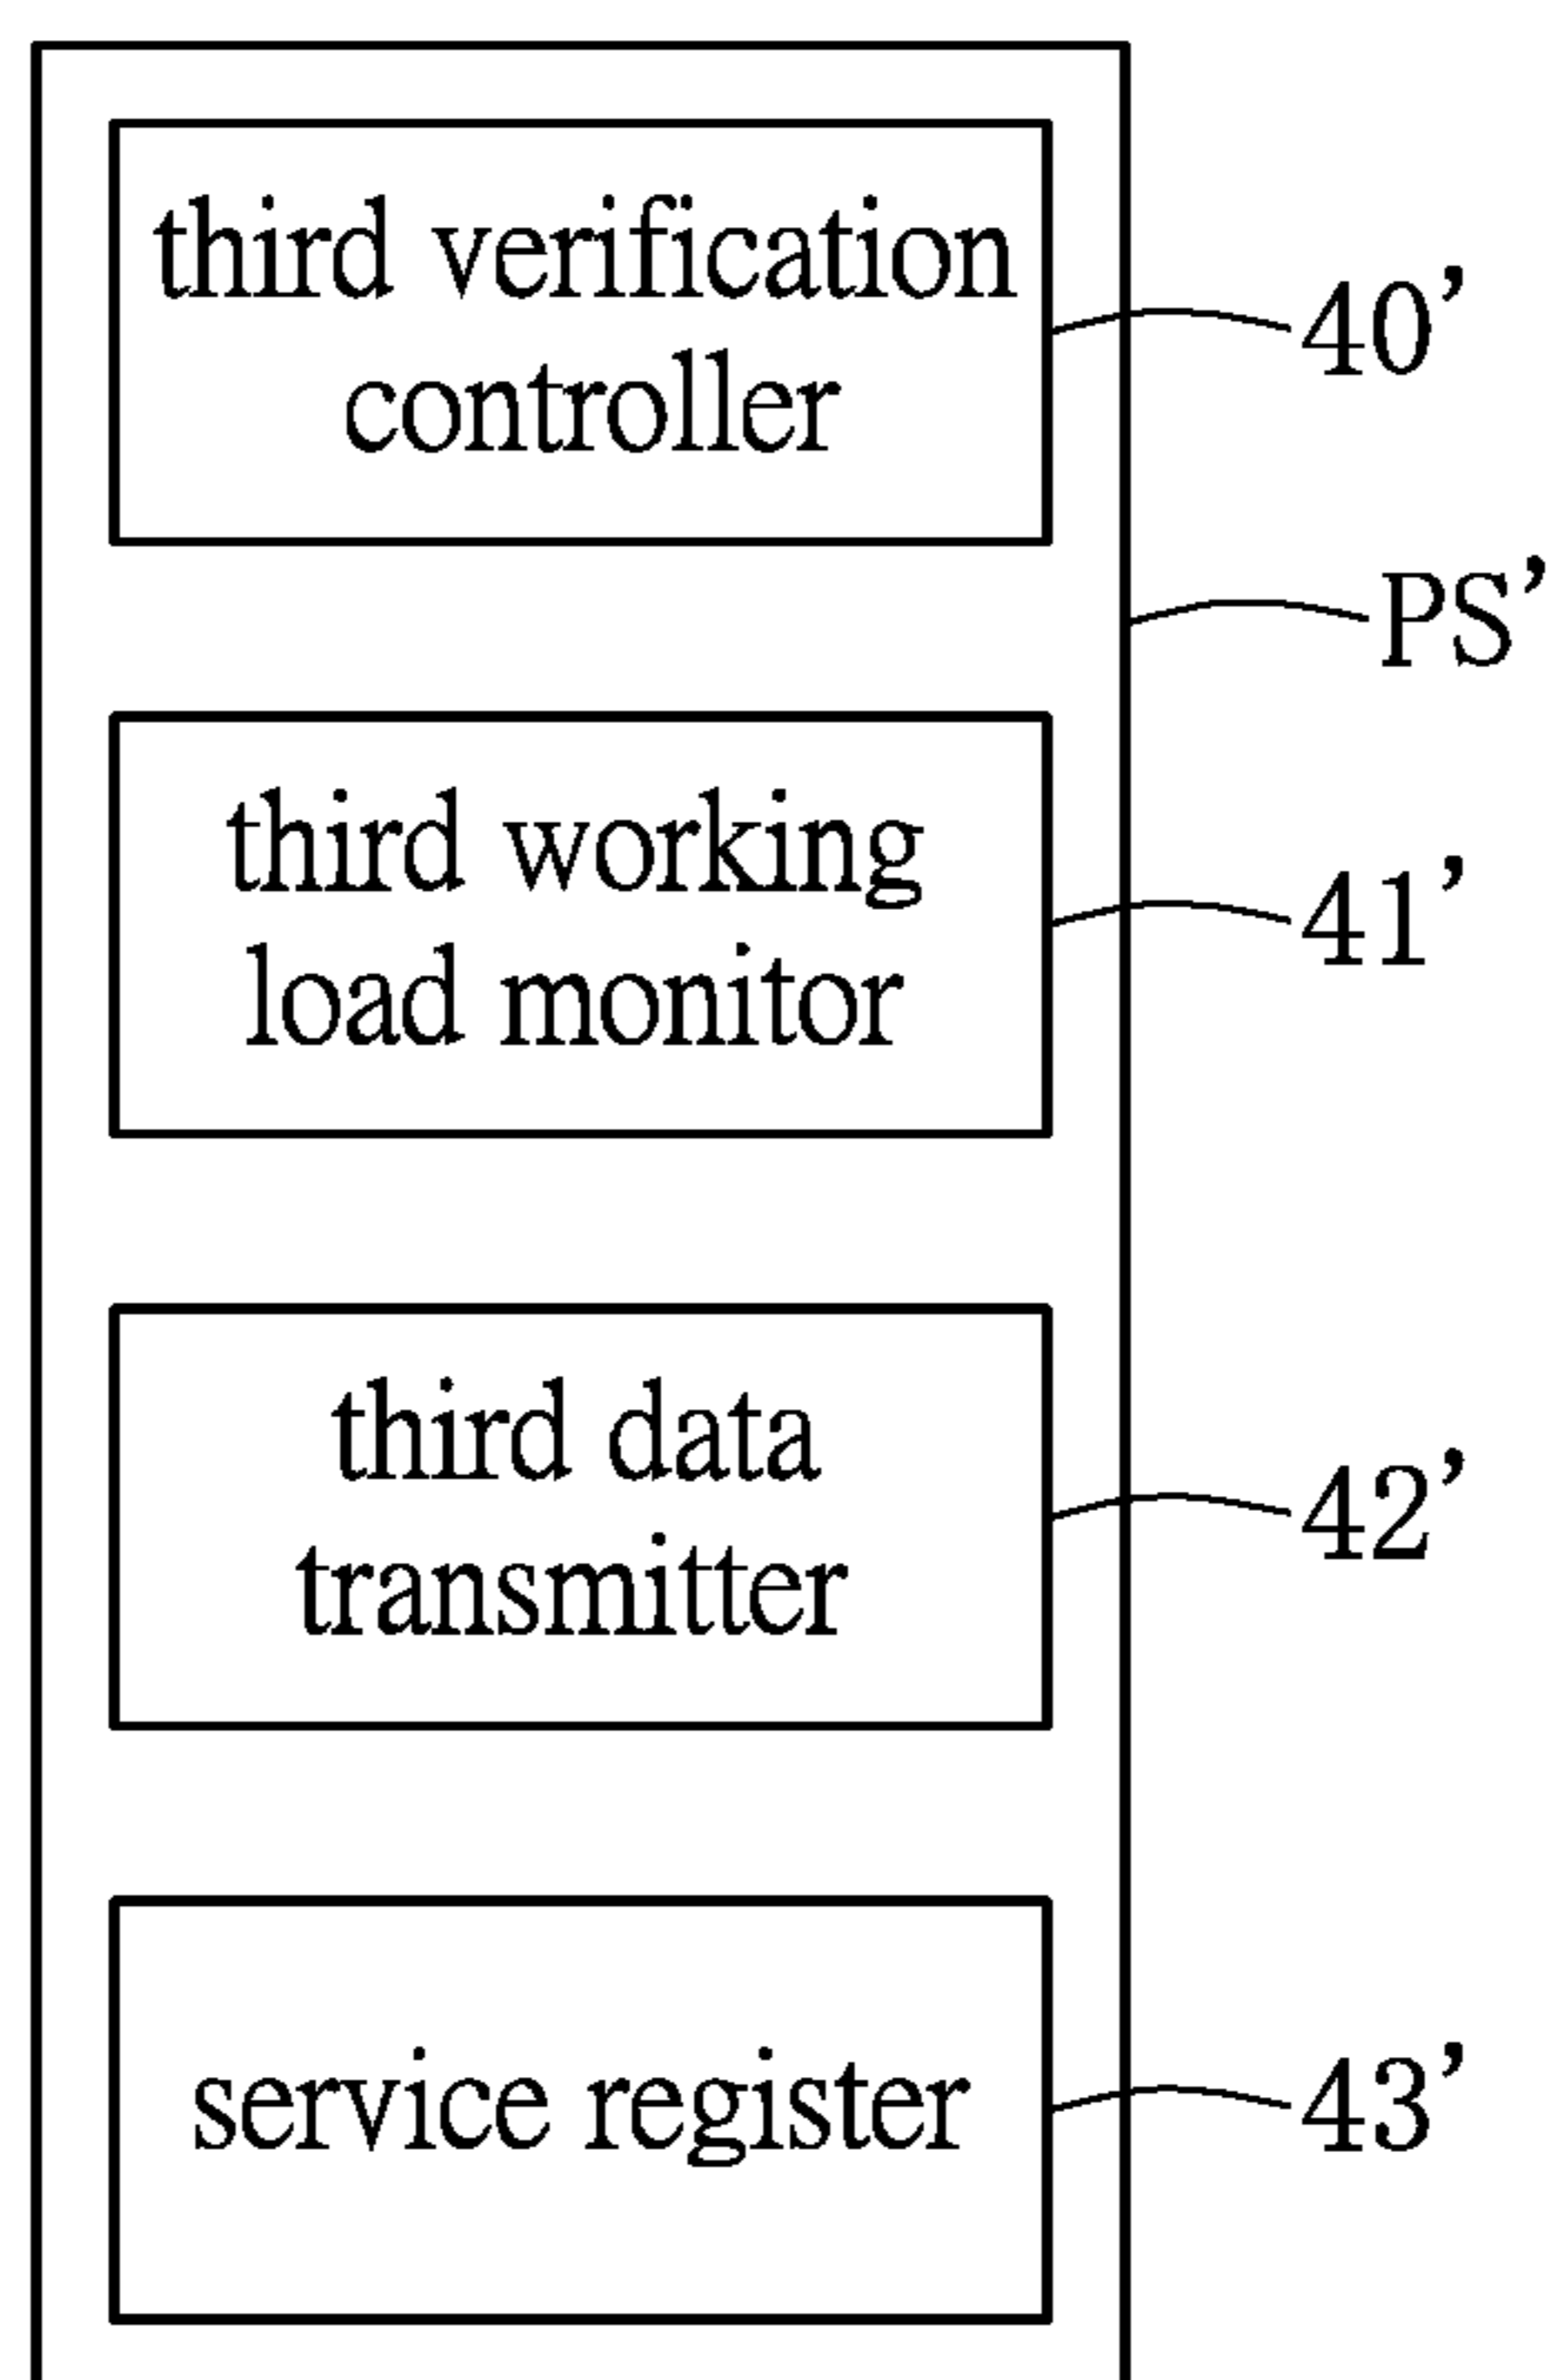 third verification
controller
40’
PS’
third working
load monitor
41’
third data
transmitter
42’
service register
43’